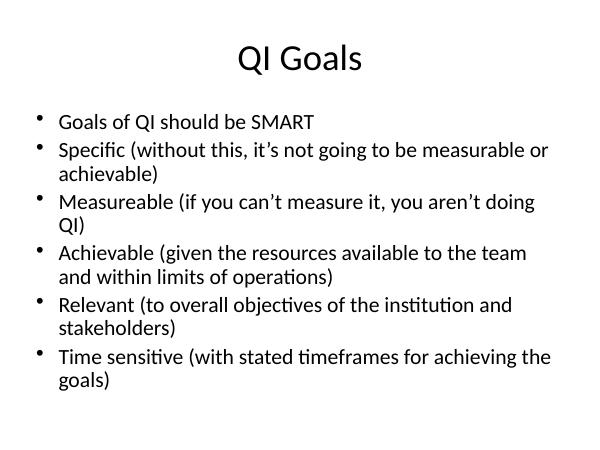 QI Goals
• Goals of QI should be SMART
• Specific (without this, it’s not going to be measurable or
achievable)
• Measureable (if you can’t measure it, you aren’t doing
QI)
• Achievable (given the resources available to the team
and within limits of operations)
• Relevant (to overall objectives of the institution and
stakeholders)
• Time sensitive (with stated timeframes for achieving the
goals)